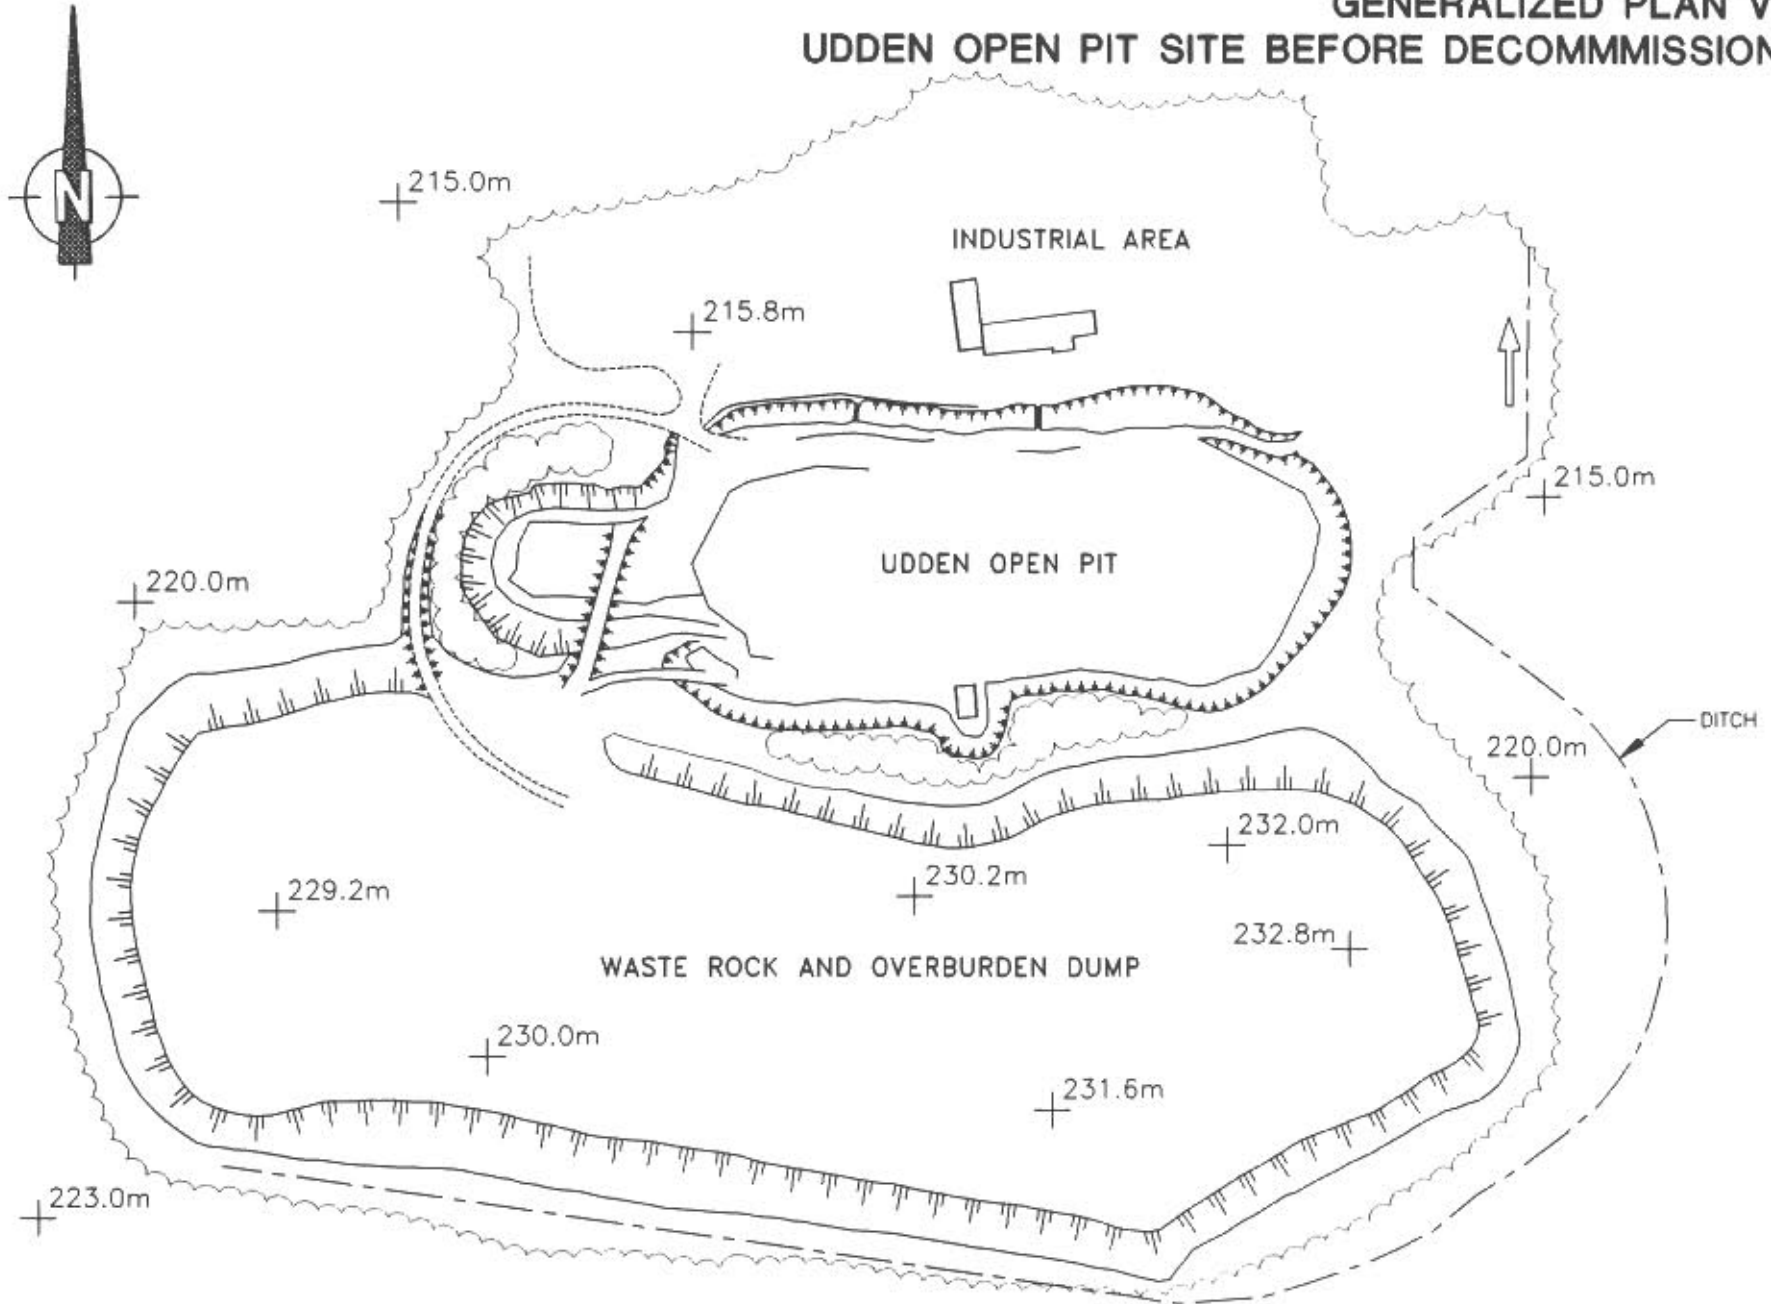 GENERALIZED PLAN V
UDDEN OPEN PIT SITE BEFORE DECOMMMISSION
N
215.0m
INDUSTRIAL AREA
215.8m
215.0m
UDDEN OPEN PIT
220.0m
DITCH
220.0m
232.0m
230.2m
229.2m
232.8m
WASTE ROCK AND OVERBURDEN DUMP
230.0m
231.6m
223.0m